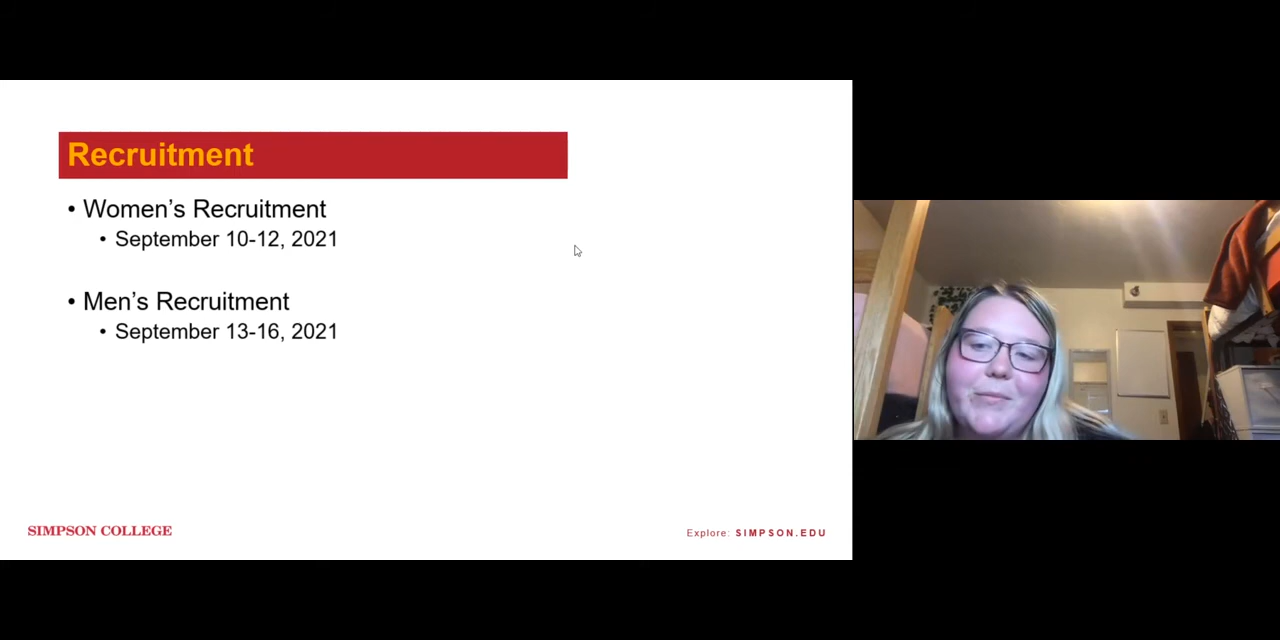 Recruitment
• Women’s Recruitment
• September 10-12, 2021
• Men’s Recruitment
• September 13-16, 2021
SIMPSON COLLEGE
Explore: SIMPSON.EDU